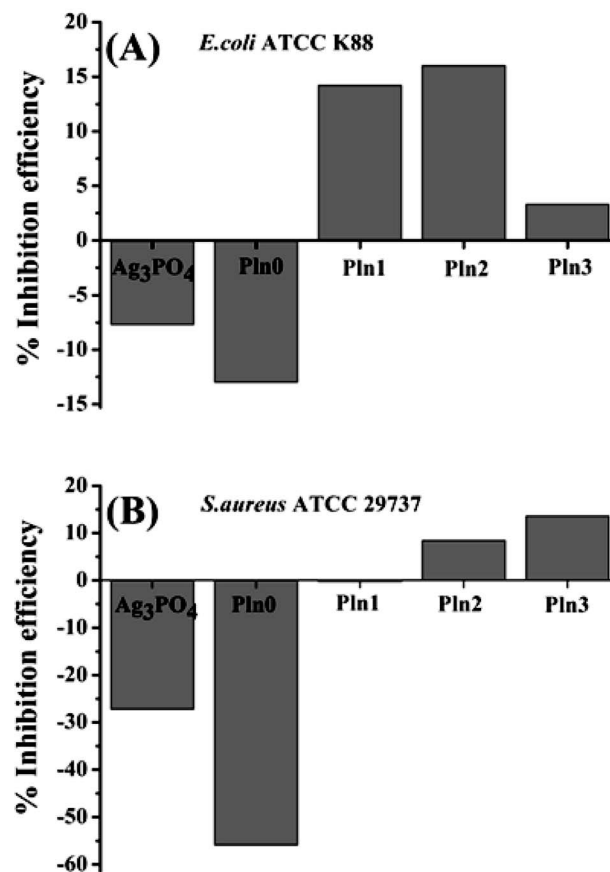 (A) E.coli ATCC K88
% Inhibition efficiency
20
15
10
5
0
-5
-10
-15
Ag3PO4 Pln0 Pln1 Pln2 Pln3
(B) S.aureus ATCC 29737
% Inhibition efficiency
20
10
0
-10
-20
-30
-40
-50
-60
Ag3PO4 Pln0 Pln1 Pln2 Pln3